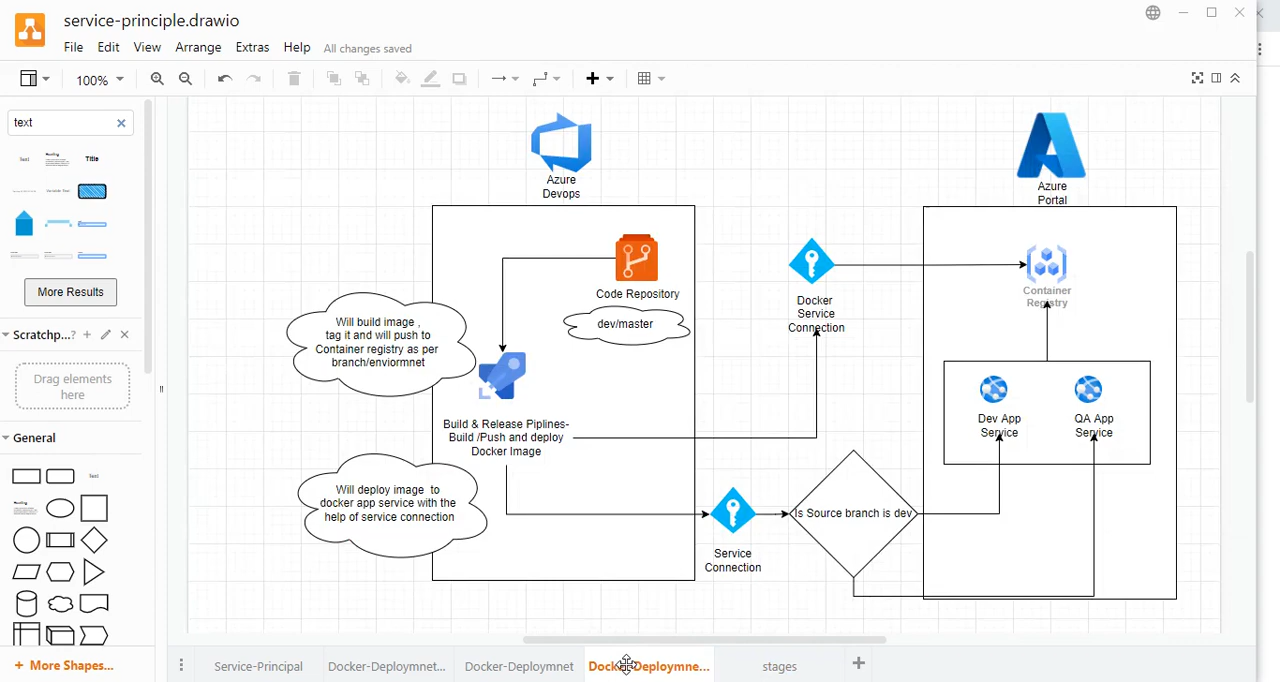 service-principle.drawio
File Edit View Arrange Extras Help All changes saved
100%
text
Text
Title
More Results
Scratchp...?
Drag elements
here
General
Text
More Shapes...
Azure
Devops
Azure
Portal
Code Repository
dev/master
Will build image ,
tag it and will push to
Container registry as per
branch/enviormnet
Build & Release Piplines-
Build /Push and deploy
Docker Image
Will deploy image to
docker app service with the
help of service connection
Docker
Service
Connection
Container
Registry
Dev App
Service
QA App
Service
Is Source branch is dev
Service
Connection
Service-Principal
Docker-Deploymnet...
Docker-Deploymnet
Docker-Deploymne...
stages